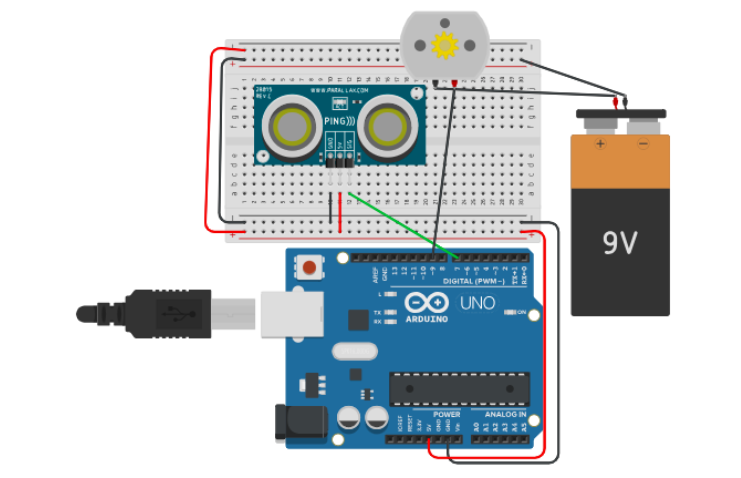 28015
REV C
WWW.PARALLAX.COM
PING)))
GND
5V
SIG
+
−
9V
AREF
GND
13
12
~11
~10
~9
8
7
~6
~5
4
~3
2
TX→1
RX←0
DIGITAL (PWM~)
L
TX
RX
ARDUINO
UNO
ON
POWER
ANALOG IN
IOREF
RESET
3.3V
5V
GND
GND
Vin
A0
A1
A2
A3
A4
A5